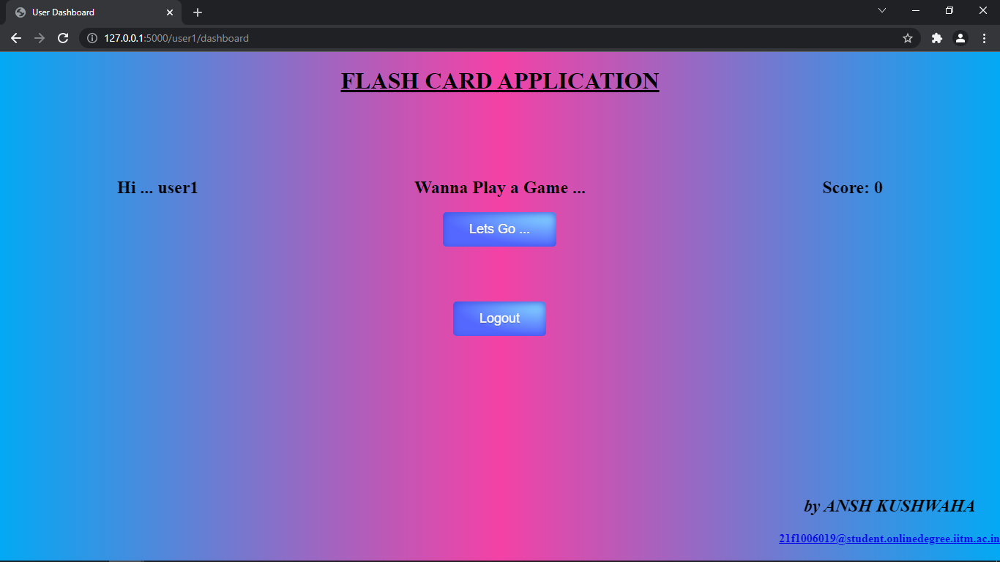 User Dashboard
127.0.0.1:5000/user1/dashboard
FLASH CARD APPLICATION
Hi ... user1 Wanna Play a Game ... Score: 0
Lets Go ...
Logout
by ANSH KUSHWAHA
21f1006019@student.onlinedegree.iitm.ac.in